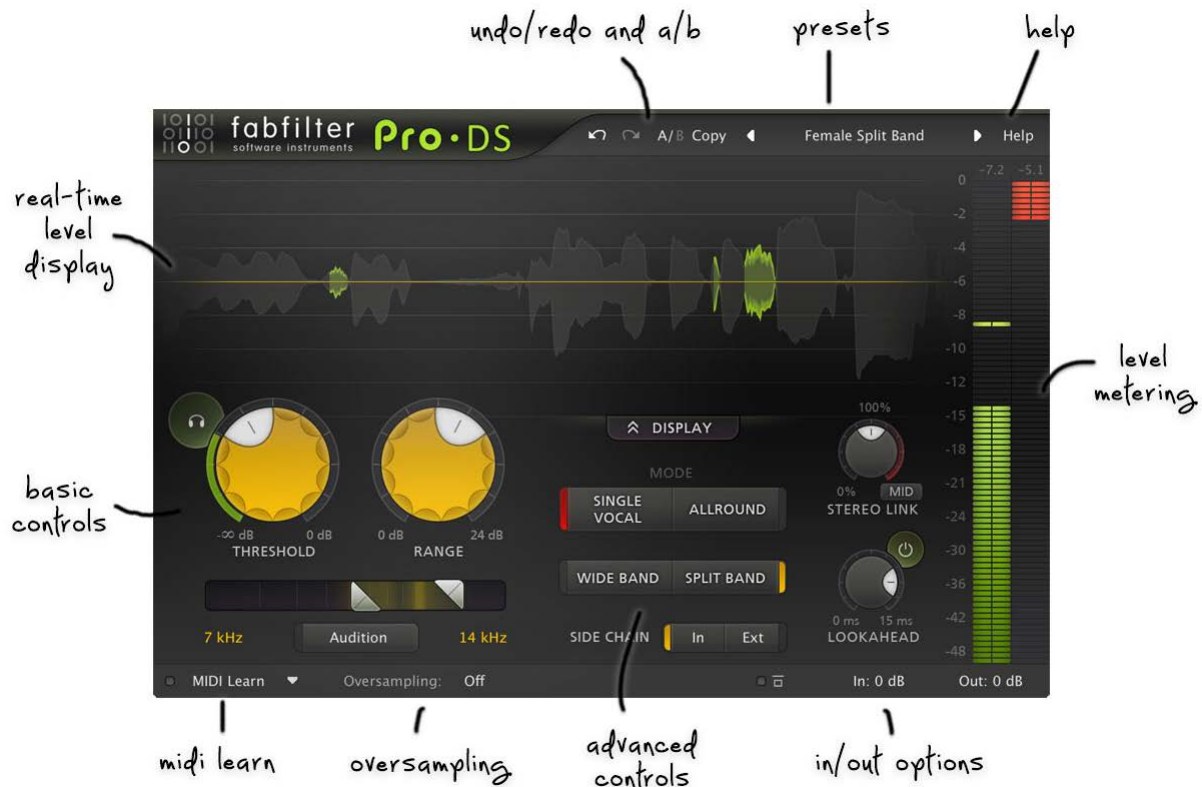 undo/redo and a/b
presets
help
fabfilter
software instruments
Pro·DS
A/B Copy
Female Split Band
Help
real-time
level
display
-7.2 -5.1
0
-2
-4
-6
-8
-10
-12
-15
-18
-21
-24
-30
-36
-42
-48
level
metering
basic
controls
-∞ dB 0 dB
THRESHOLD
0 dB 24 dB
RANGE
DISPLAY
MODE
SINGLE
VOCAL
ALLROUND
WIDE BAND
SPLIT BAND
SIDE CHAIN
In
Ext
100%
0%
MID
STEREO LINK
0 ms 15 ms
LOOKAHEAD
7 kHz
Audition
14 kHz
MIDI Learn
Oversampling: Off
In: 0 dB
Out: 0 dB
midi learn
oversampling
advanced
controls
in/out options